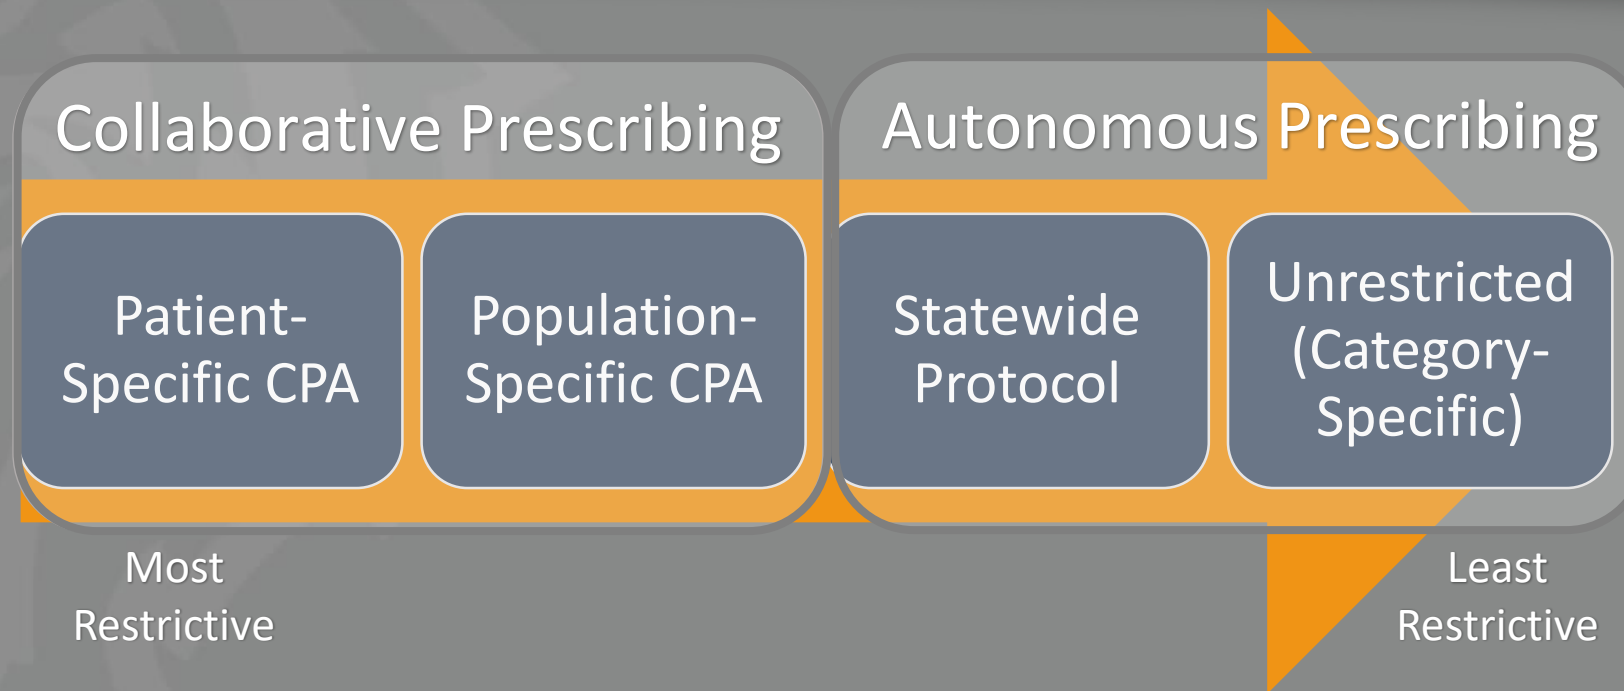 Collaborative Prescribing
Autonomous Prescribing
Patient-
Specific CPA
Population-
Specific CPA
Statewide
Protocol
Unrestricted
(Category-
Specific)
Most
Restrictive
Least
Restrictive